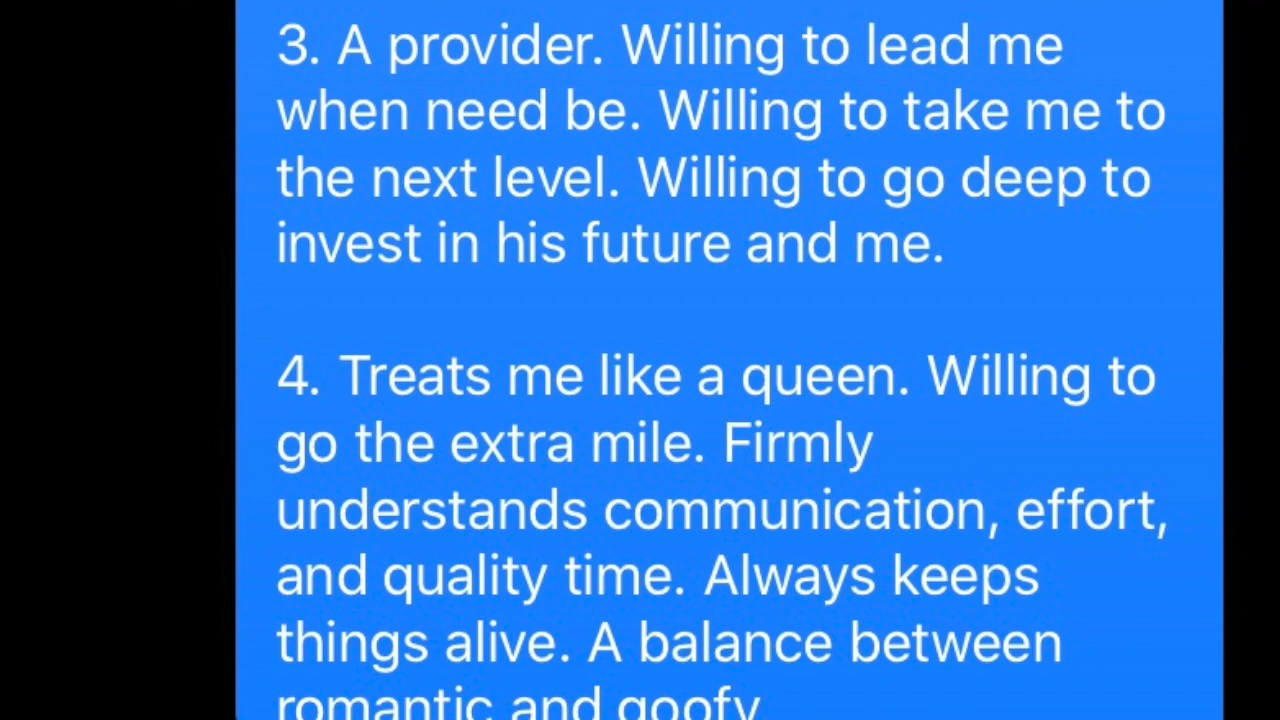 3. A provider. Willing to lead me
when need be. Willing to take me to
the next level. Willing to go deep to
invest in his future and me.
4. Treats me like a queen. Willing to
go the extra mile. Firmly
understands communication, effort,
and quality time. Always keeps
things alive. A balance between
romantic and goofy